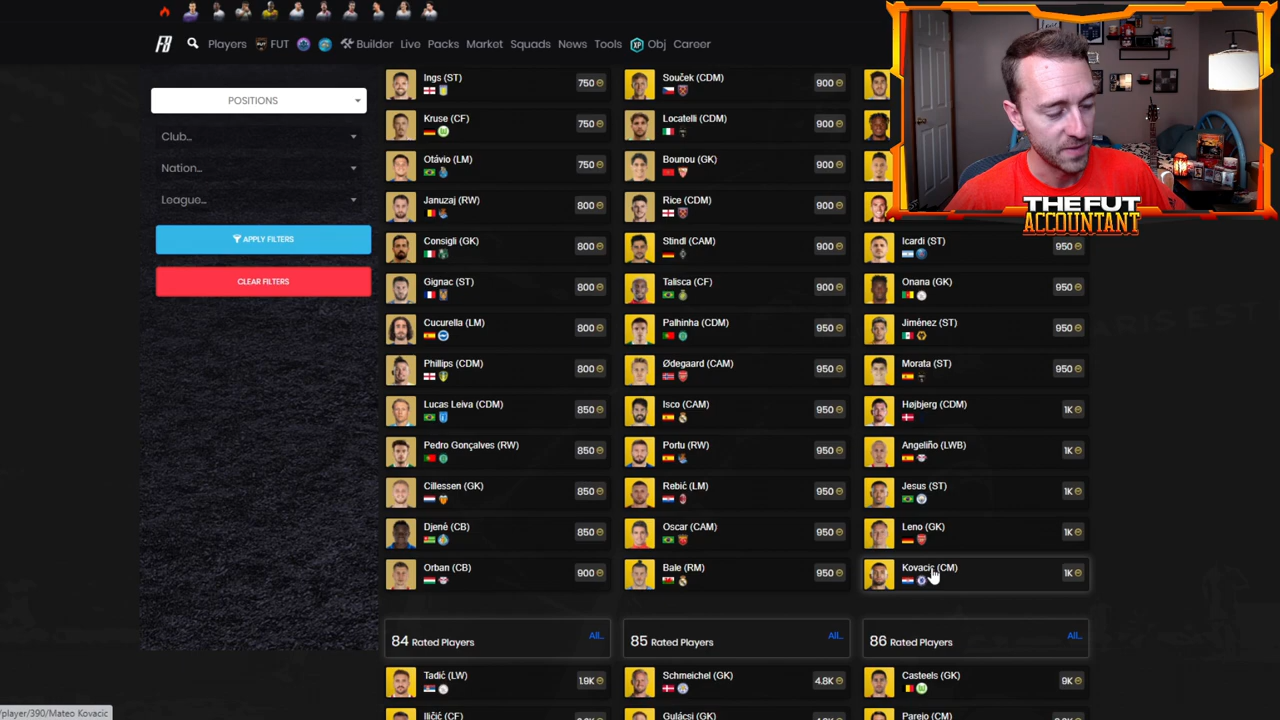 FB Players FUT Builder Live Packs Market Squads News Tools XP Obj Career
POSITIONS
Club...
Nation...
League...
APPLY FILTERS
CLEAR FILTERS
Ings (ST) 750
Kruse (CF) 750
Otávio (LM) 750
Januzaj (RW) 800
Consigli (GK) 800
Gignac (ST) 800
Cucurella (LM) 800
Phillips (CDM) 800
Lucas Leiva (CDM) 850
Pedro Gonçalves (RW) 850
Cillessen (GK) 850
Djené (CB) 850
Orban (CB) 900
Souček (CDM) 900
Locatelli (CDM) 900
Bounou (GK) 900
Rice (CDM) 900
Stindl (CAM) 900
Talisca (CF) 900
Palhinha (CDM) 950
Ødegaard (CAM) 950
Isco (CAM) 950
Portu (RW) 950
Rebić (LM) 950
Oscar (CAM) 950
Bale (RM) 950
Icardi (ST) 950
Onana (GK) 950
Jiménez (ST) 950
Morata (ST) 950
Højbjerg (CDM) 1K
Angeliño (LWB) 1K
Jesus (ST) 1K
Leno (GK) 1K
Kovacic (CM) 1K
84 Rated Players All..
Tadić (LW) 1.9K
Iličić (CF)
85 Rated Players All..
Schmeichel (GK) 4.8K
Gulácsi (GK)
86 Rated Players All..
Casteels (GK) 9K
Parejo (CM)
THE FUT
ACCOUNTANT
/player/390/Mateo Kovacic